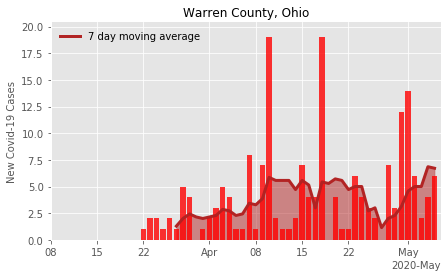 Warren County, Ohio
7 day moving average
New Covid-19 Cases
20.0
17.5
15.0
12.5
10.0
7.5
5.0
2.5
0.0
08 15 22 Apr 08 15 22 May
2020-May